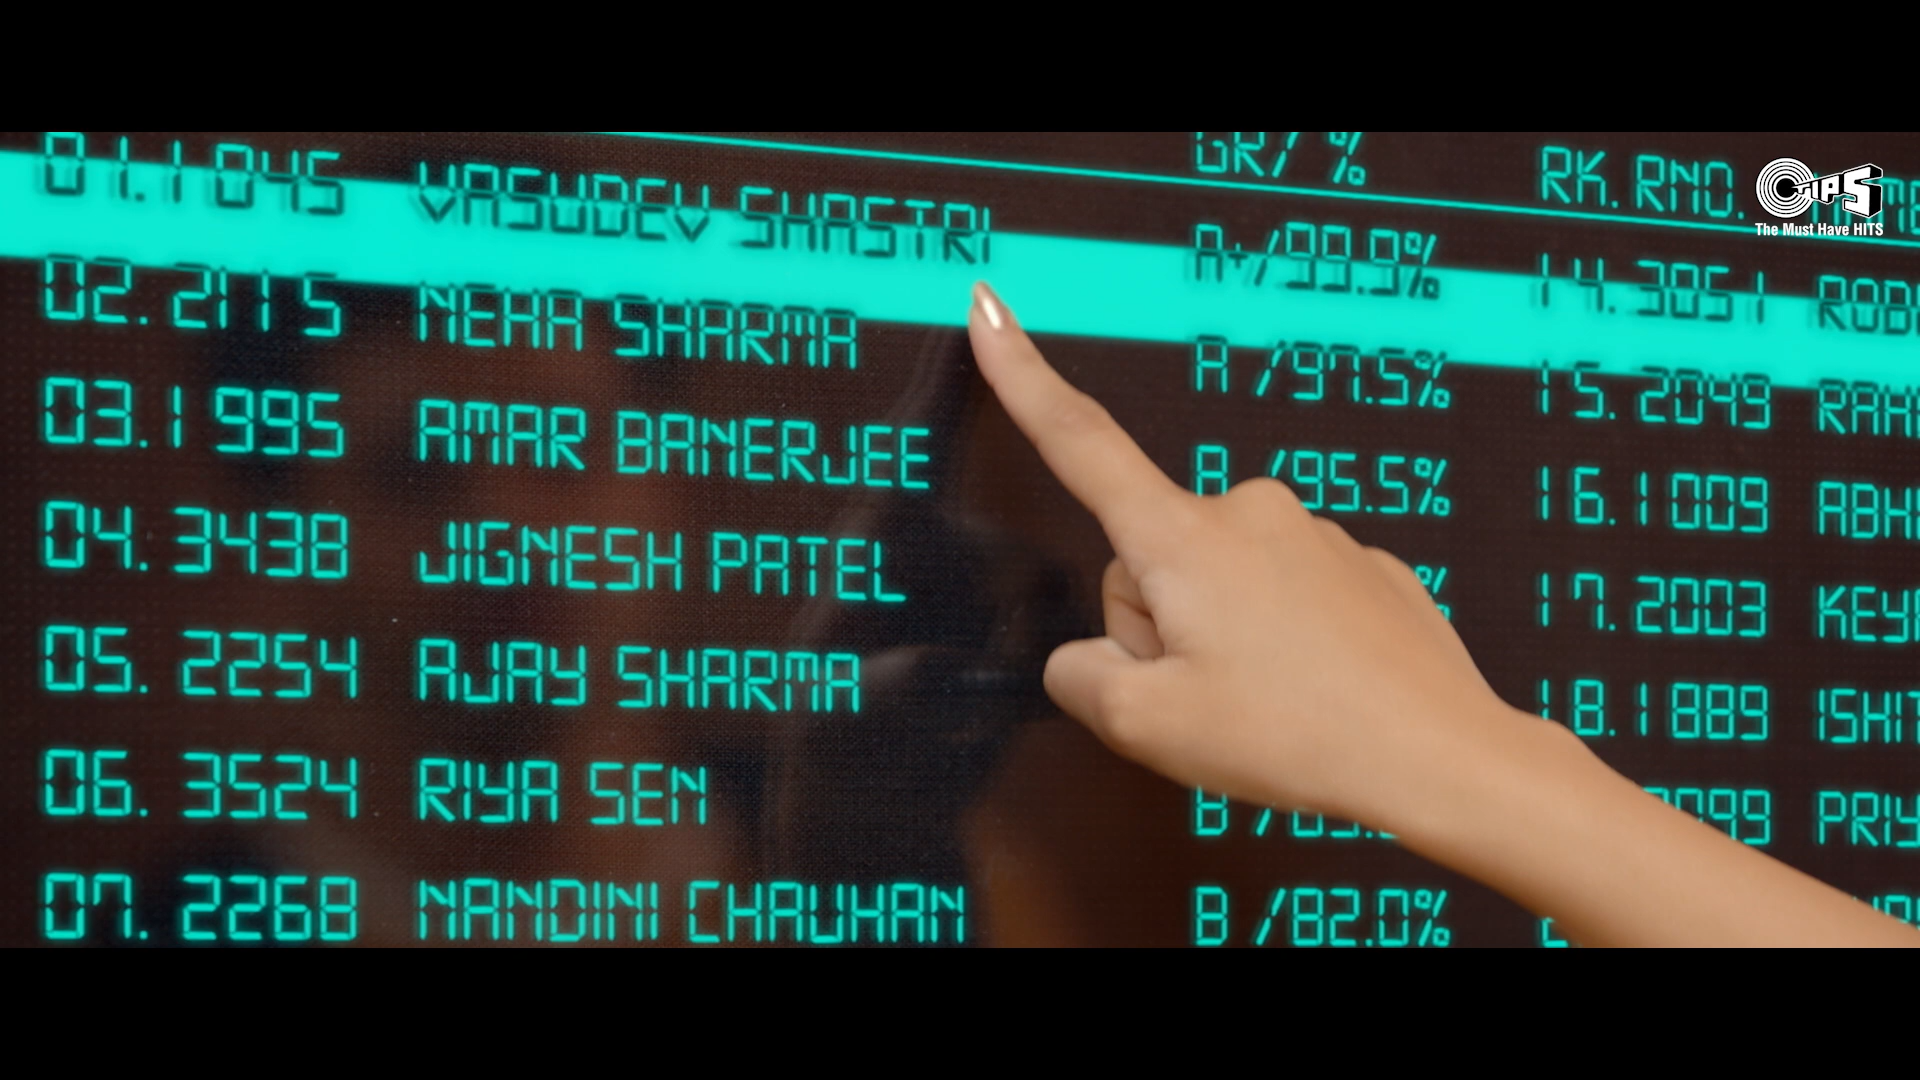 GR/ %
RK. RNO.
TIPS
The Must Have HITS
01.1045 VASUDEV SHASTRI A+/99.9% 14.3051
02. 2115 NEHA SHARMA A /97.5% 15. 2049
03.1995 AMAR BANERJEE /95.5% 16.1009
04. 3438 JIGNESH PATEL 17.2003
05. 2254 AJAY SHARMA 18.1889
06. 3524 RIYA SEN B
07. 2268 NANDINI CHAUHAN B /82.0%